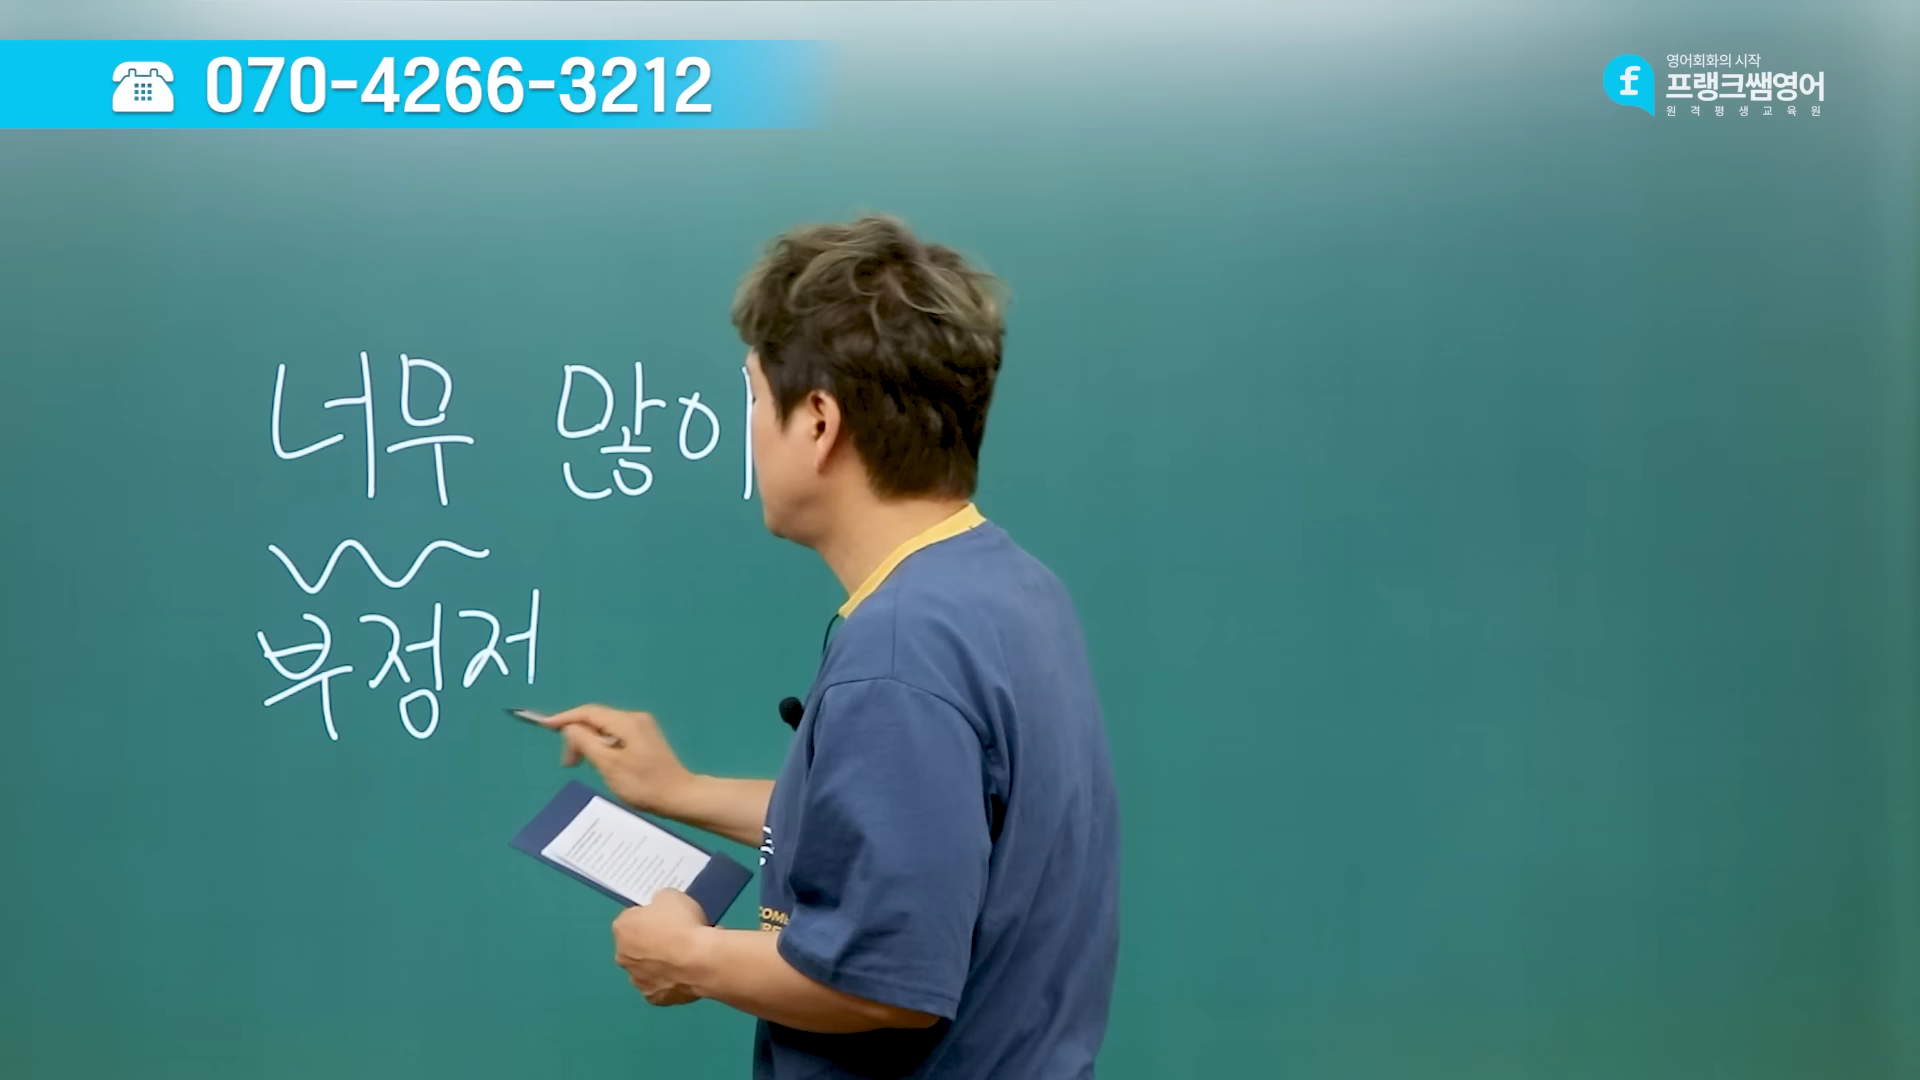 070-4266-3212
영어회화의 시작
프랭크쌤영어
원격평생교육원
너무 많이
부정저